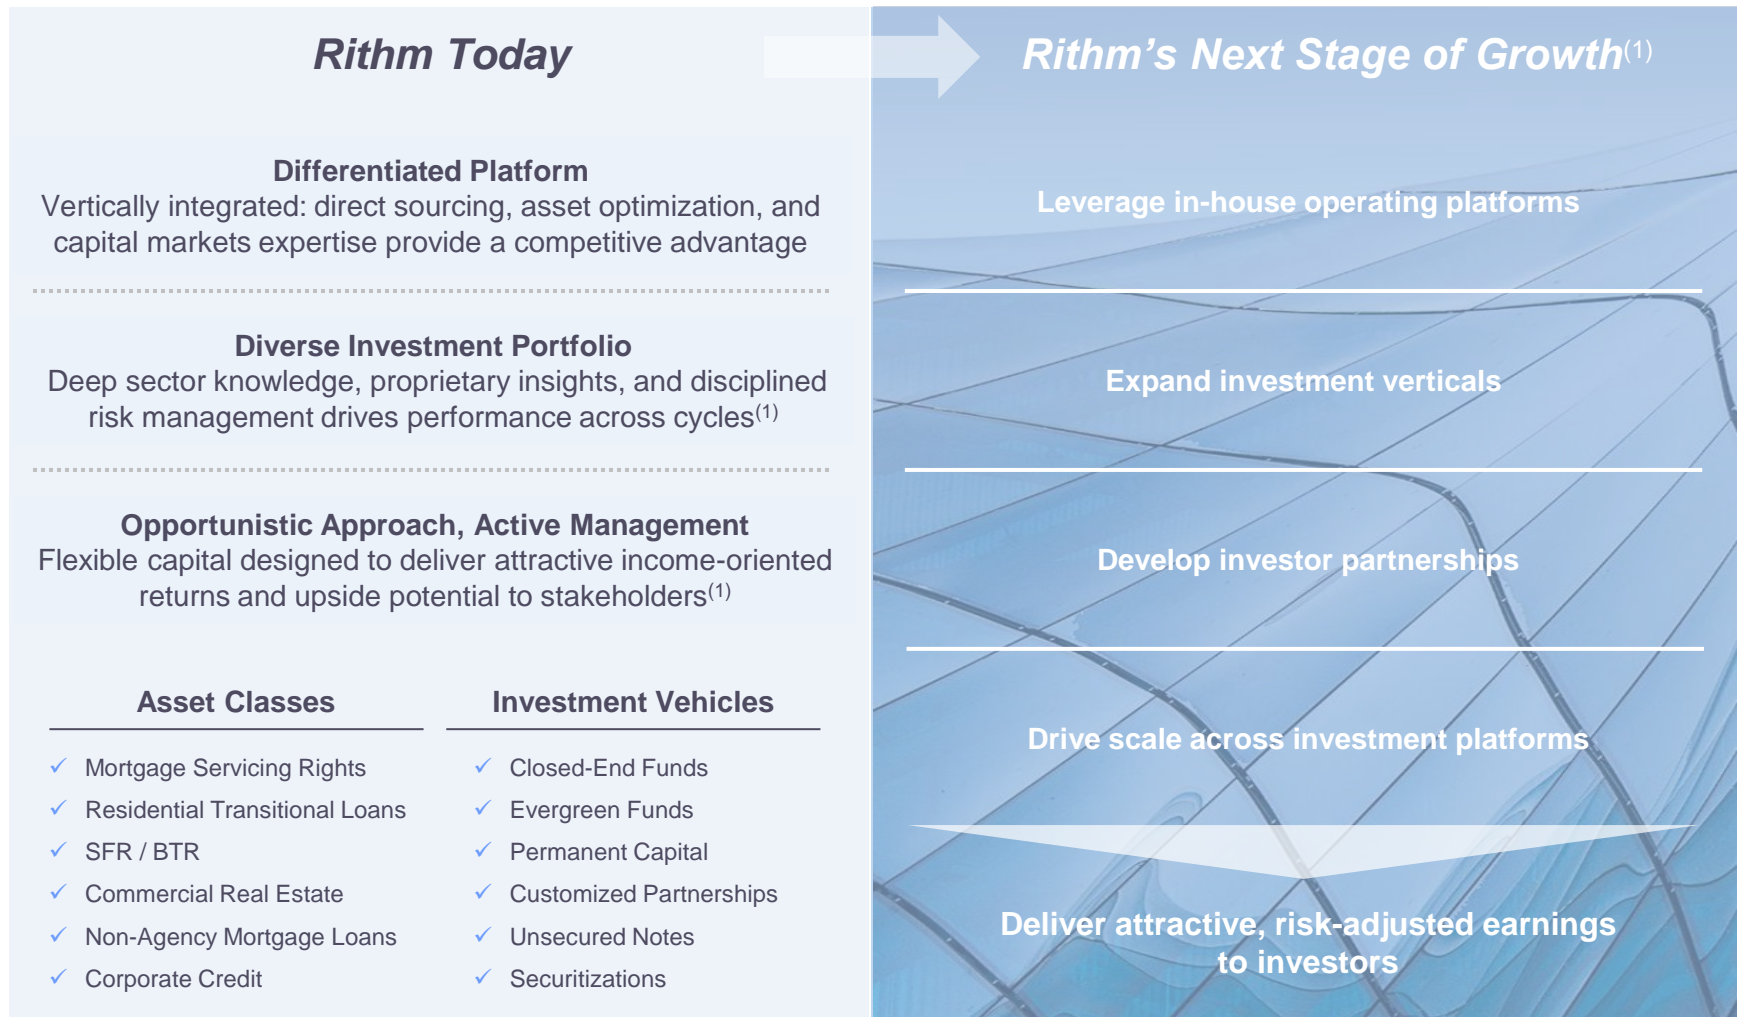 Rithm Today
Differentiated Platform
Vertically integrated: direct sourcing, asset optimization, and
capital markets expertise provide a competitive advantage
Diverse Investment Portfolio
Deep sector knowledge, proprietary insights, and disciplined
risk management drives performance across cycles(1)
Opportunistic Approach, Active Management
Flexible capital designed to deliver attractive income-oriented
returns and upside potential to stakeholders(1)
Asset Classes
✓ Mortgage Servicing Rights
✓ Residential Transitional Loans
✓ SFR / BTR
✓ Commercial Real Estate
✓ Non-Agency Mortgage Loans
✓ Corporate Credit
Investment Vehicles
✓ Closed-End Funds
✓ Evergreen Funds
✓ Permanent Capital
✓ Customized Partnerships
✓ Unsecured Notes
✓ Securitizations
Rithm's Next Stage of Growth(1)
Leverage in-house operating platforms
Expand investment verticals
Develop investor partnerships
Drive scale across investment platforms
Deliver attractive, risk-adjusted earnings
to investors